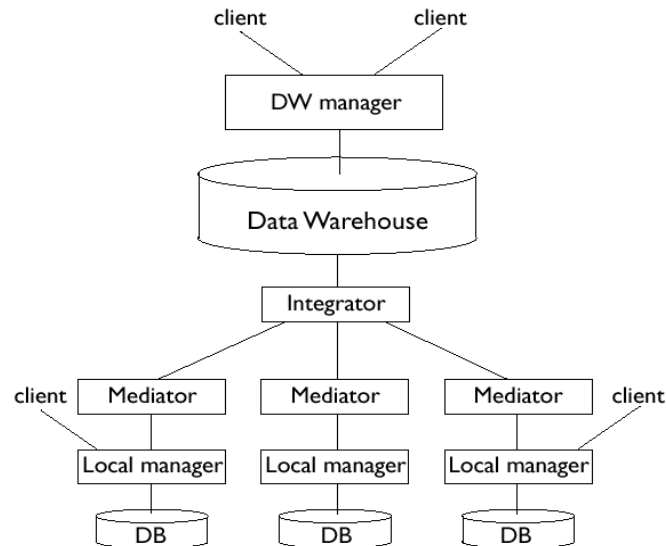 client client
DW manager
Data Warehouse
Integrator
client Mediator Mediator Mediator client
Local manager Local manager Local manager
DB DB DB